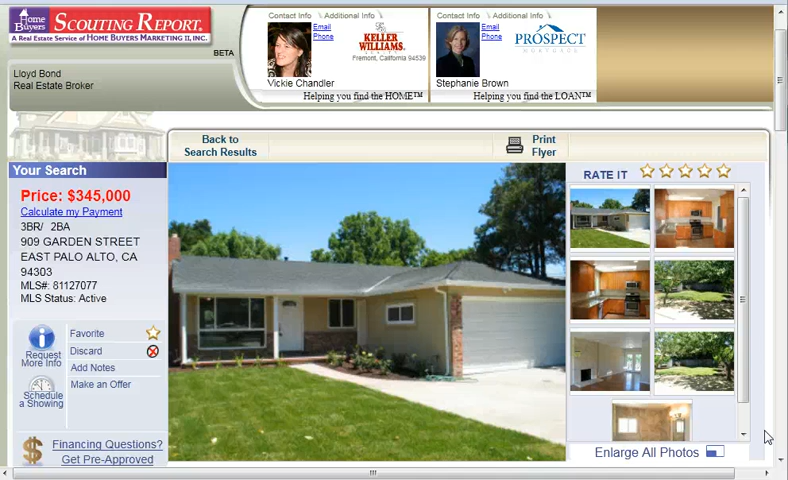 Home Buyers SCOUTING REPORT.
A Real Estate Service of HOME BUYERS MARKETING II, INC.
BETA
Lloyd Bond
Real Estate Broker
Contact Info \ Additional Info \
Email
Phone
KELLER WILLIAMS.
REALTY
Fremont, California 94539
Vickie Chandler
Helping you find the HOME™
Contact Info \ Additional Info \
Email
Phone
PROSPECT
MORTGAGE
Stephanie Brown
Helping you find the LOAN™
Back to
Search Results
Print
Flyer
Your Search
Price: $345,000
Calculate my Payment
3BR/ 2BA
909 GARDEN STREET
EAST PALO ALTO, CA
94303
MLS#: 81127077
MLS Status: Active
Request
More Info
Schedule
a Showing
Favorite
Discard
Add Notes
Make an Offer
Financing Questions?
Get Pre-Approved
RATE IT
Enlarge All Photos